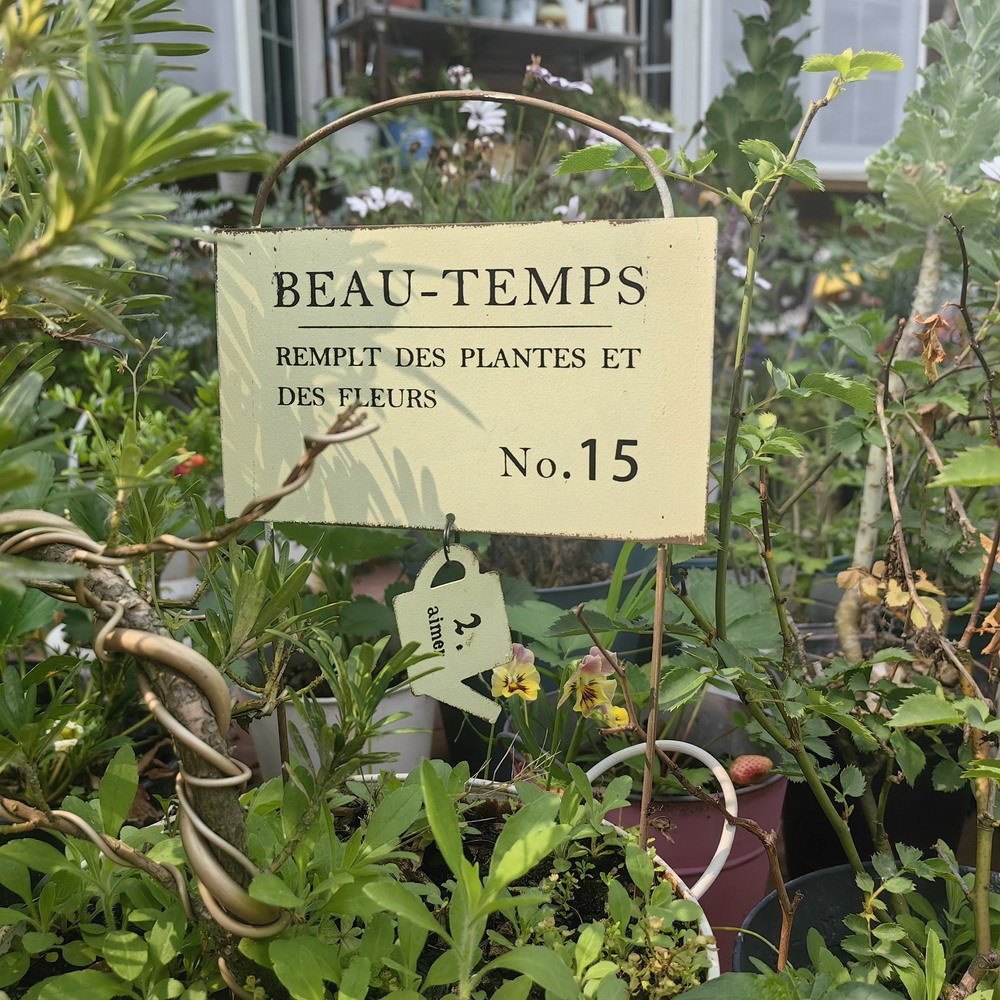 BEAU-TEMPS
REMPLT DES PLANTES ET
DES FLEURS
No.15
2.
aimer